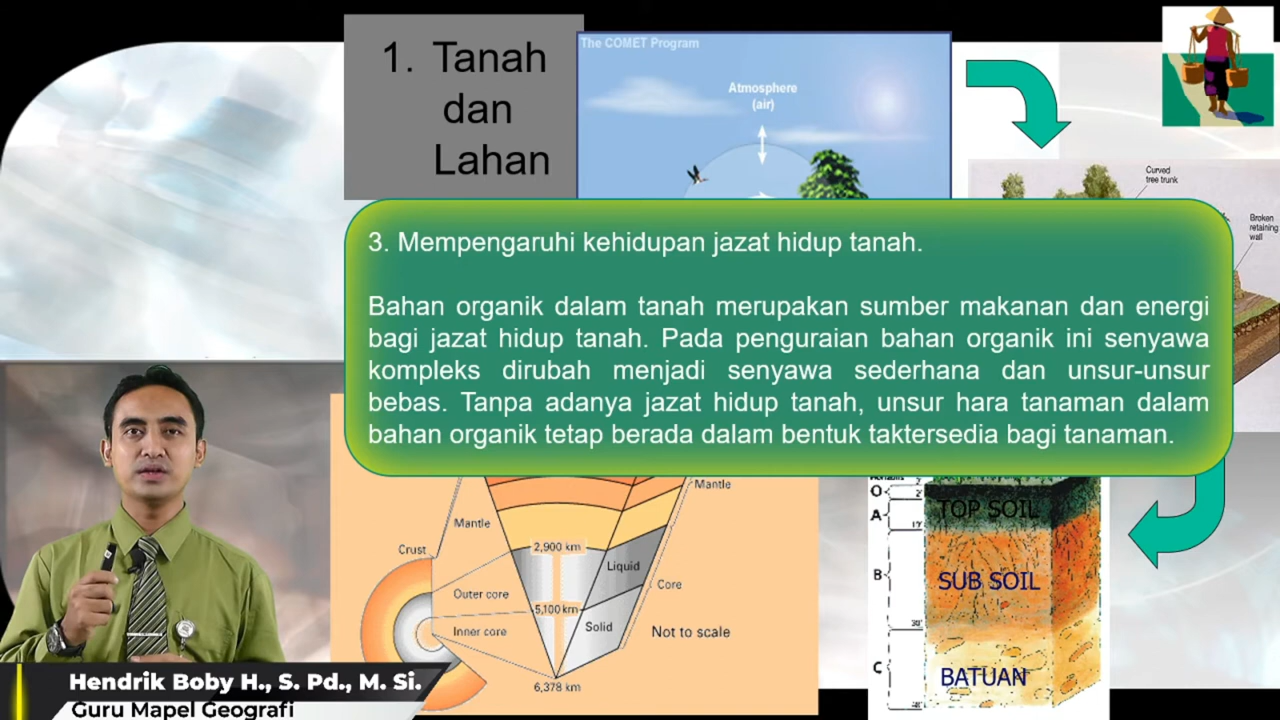 1. Tanah
dan
Lahan
The COMET Program
Atmosphere
(air)
Curved
tree trunk
Broken
retaining
wall
3. Mempengaruhi kehidupan jazat hidup tanah.
Bahan organik dalam tanah merupakan sumber makanan dan energi
bagi jazat hidup tanah. Pada penguraian bahan organik ini senyawa
kompleks dirubah menjadi senyawa sederhana dan unsur-unsur
bebas. Tanpa adanya jazat hidup tanah, unsur hara tanaman dalam
bahan organik tetap berada dalam bentuk taktersedia bagi tanaman.
Mantle
Mantle
Crust
2,900 km
Liquid
Core
Outer core
5,100 km
Inner core
Solid
Not to scale
6,378 km
O
2'
A
TOP SOIL
B
SUB SOIL
30'
C
BATUAN
48'
Hendrik Boby H., S. Pd., M. Si.
Guru Mapel Geografi